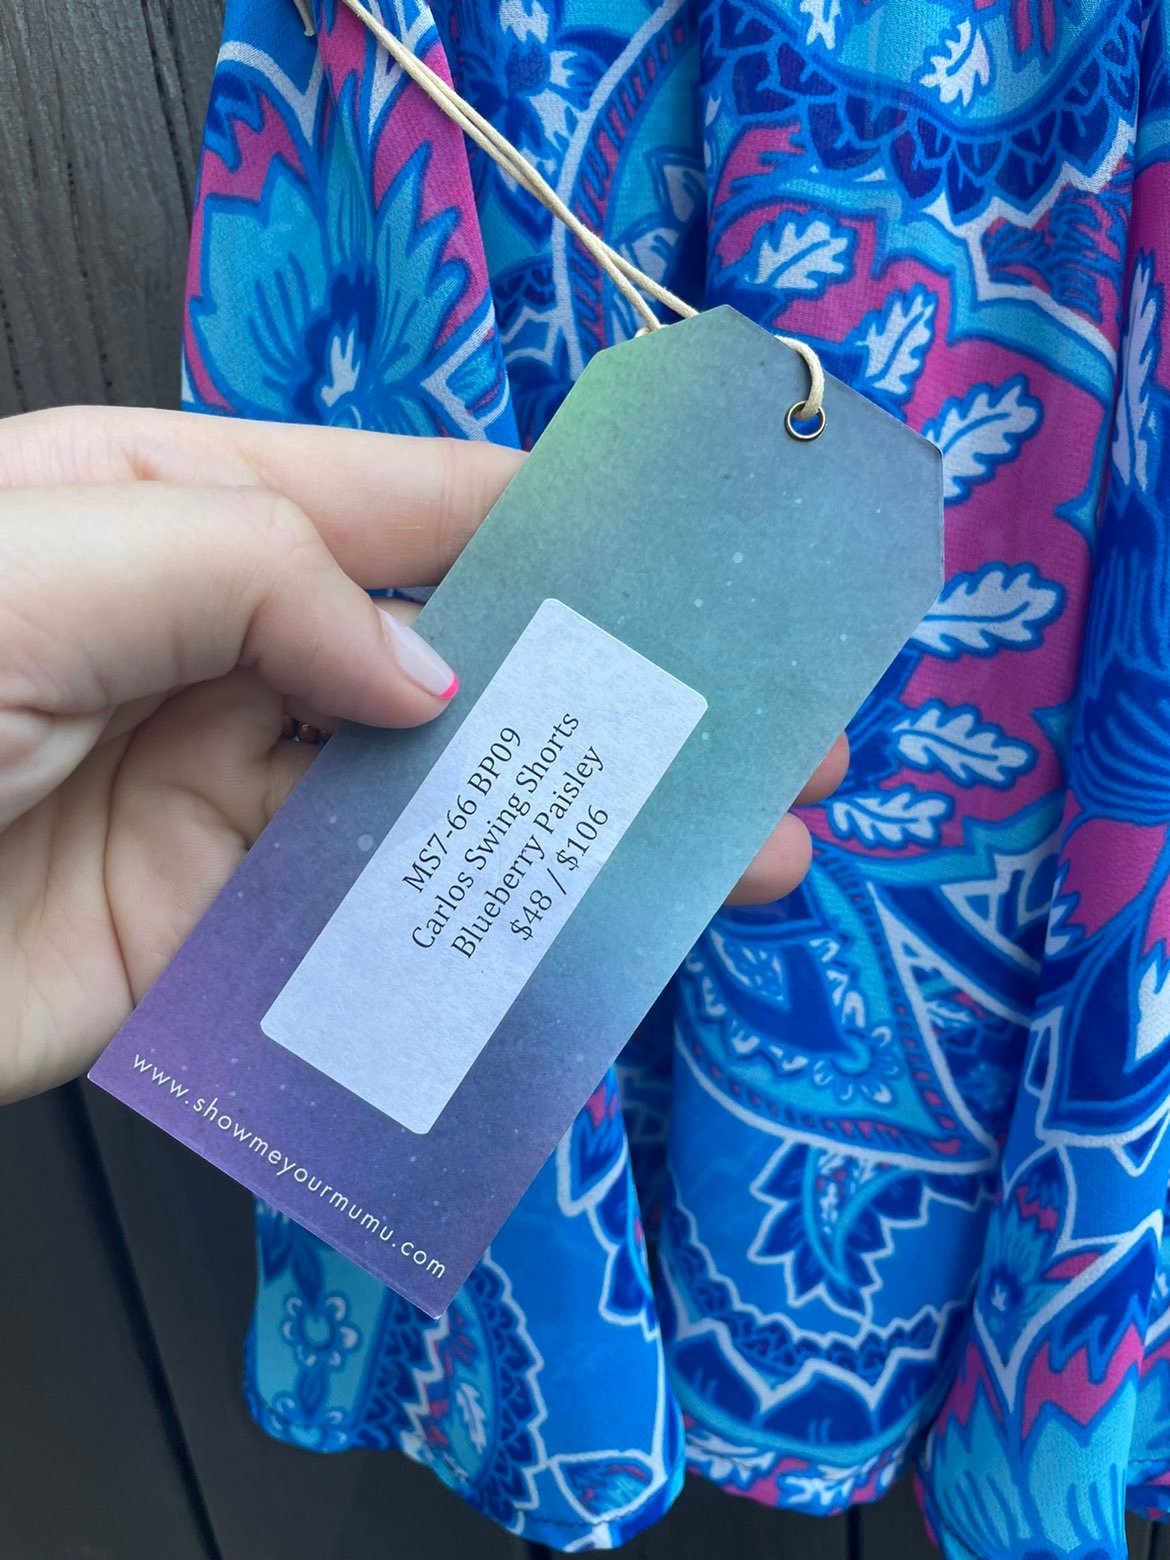 MS7-66 BP09
Carlos Swing Shorts
Blueberry Paisley
$48 / $106
www.showmeyourmumu.com